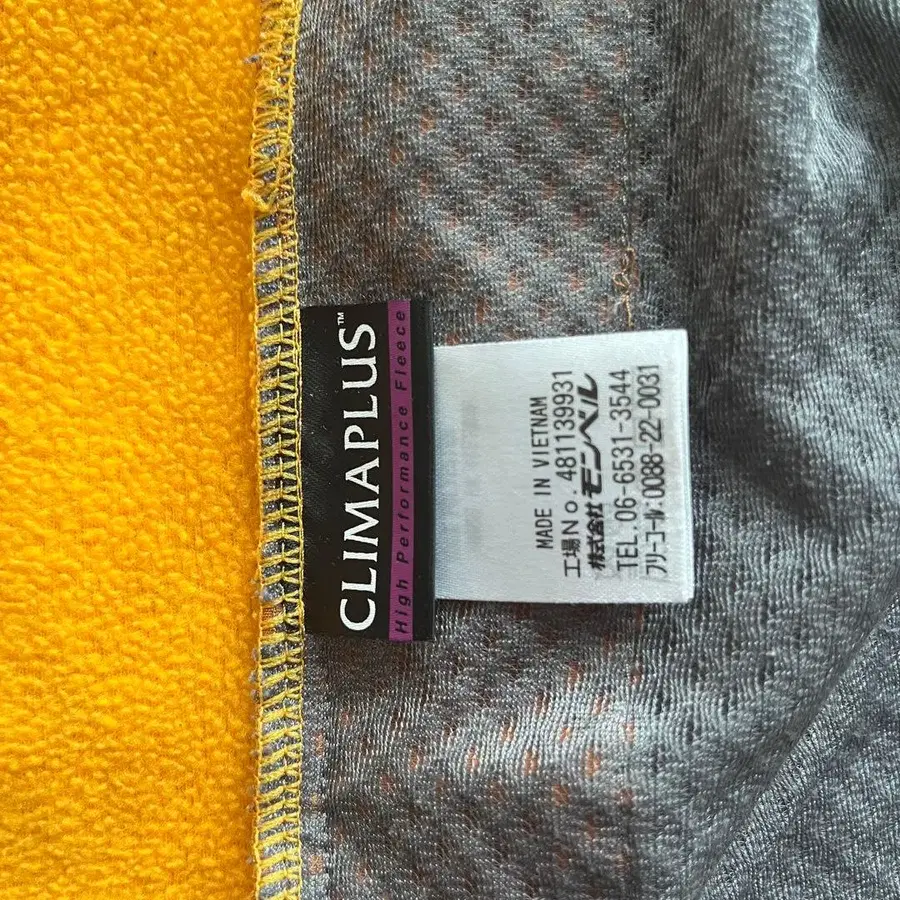 CLIMAPLUS™
High Performance Fleece
MADE IN VIETNAM
工場No.481139931
株式会社モンベル
TEL.06-6531-3544
フリーコール:0088-22-0031